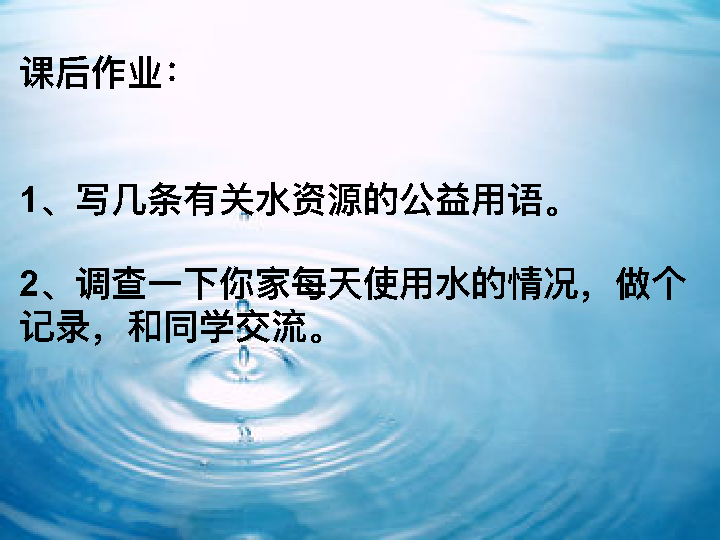 课后作业：
1、写几条有关水资源的公益用语。
2、调查一下你家每天使用水的情况，做个
记录，和同学交流。